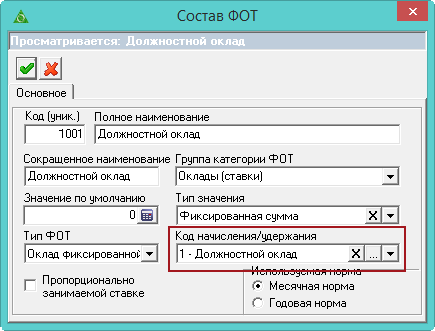 Состав ФОТ
Просматривается: Должностной оклад
Основное
Код (уник.) Полное наименование
1001 Должностной оклад
Сокращенное наименование Группа категории ФОТ
Должностной оклад Оклады (ставки)
Значение по умолчанию Тип значения
0 Фиксированная сумма X
Тип ФОТ Код начисления/удержания
Оклад фиксированной 1 - Должностной оклад X ...
Используемая норма
Пропорционально Месячная норма
занимаемой ставке
Годовая норма